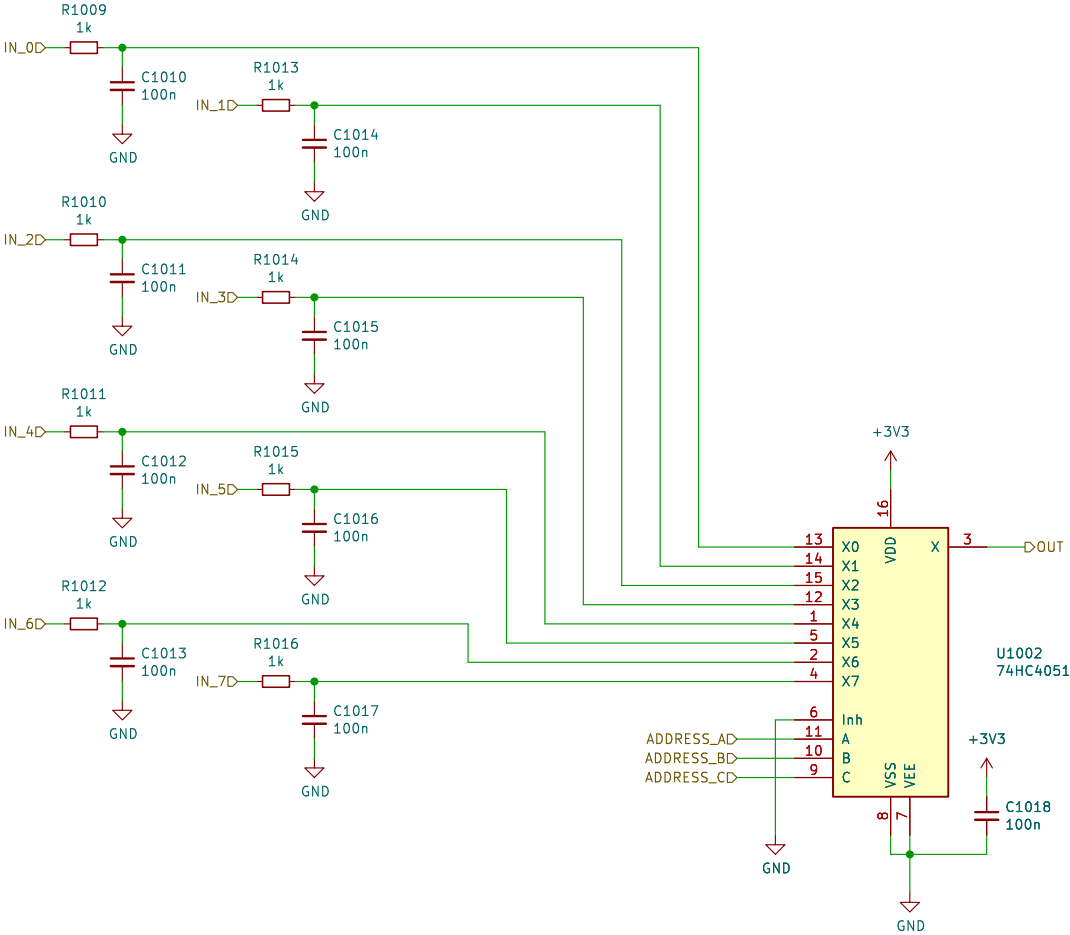 R1009
1k
IN_0
C1010
100n
GND
R1013
1k
IN_1
C1014
100n
GND
R1010
1k
IN_2
C1011
100n
GND
R1014
1k
IN_3
C1015
100n
GND
R1011
1k
IN_4
C1012
100n
GND
R1015
1k
IN_5
C1016
100n
GND
R1012
1k
IN_6
C1013
100n
GND
R1016
1k
IN_7
C1017
100n
GND
+3V3
16
VDD
13 X0
14 X1
15 X2
12 X3
1 X4
5 X5
2 X6
4 X7
6 Inh
ADDRESS_A 11 A
ADDRESS_B 10 B
ADDRESS_C 9 C
X 3 OUT
U1002
74HC4051
VSS
VEE
8
7
GND
+3V3
C1018
100n
GND